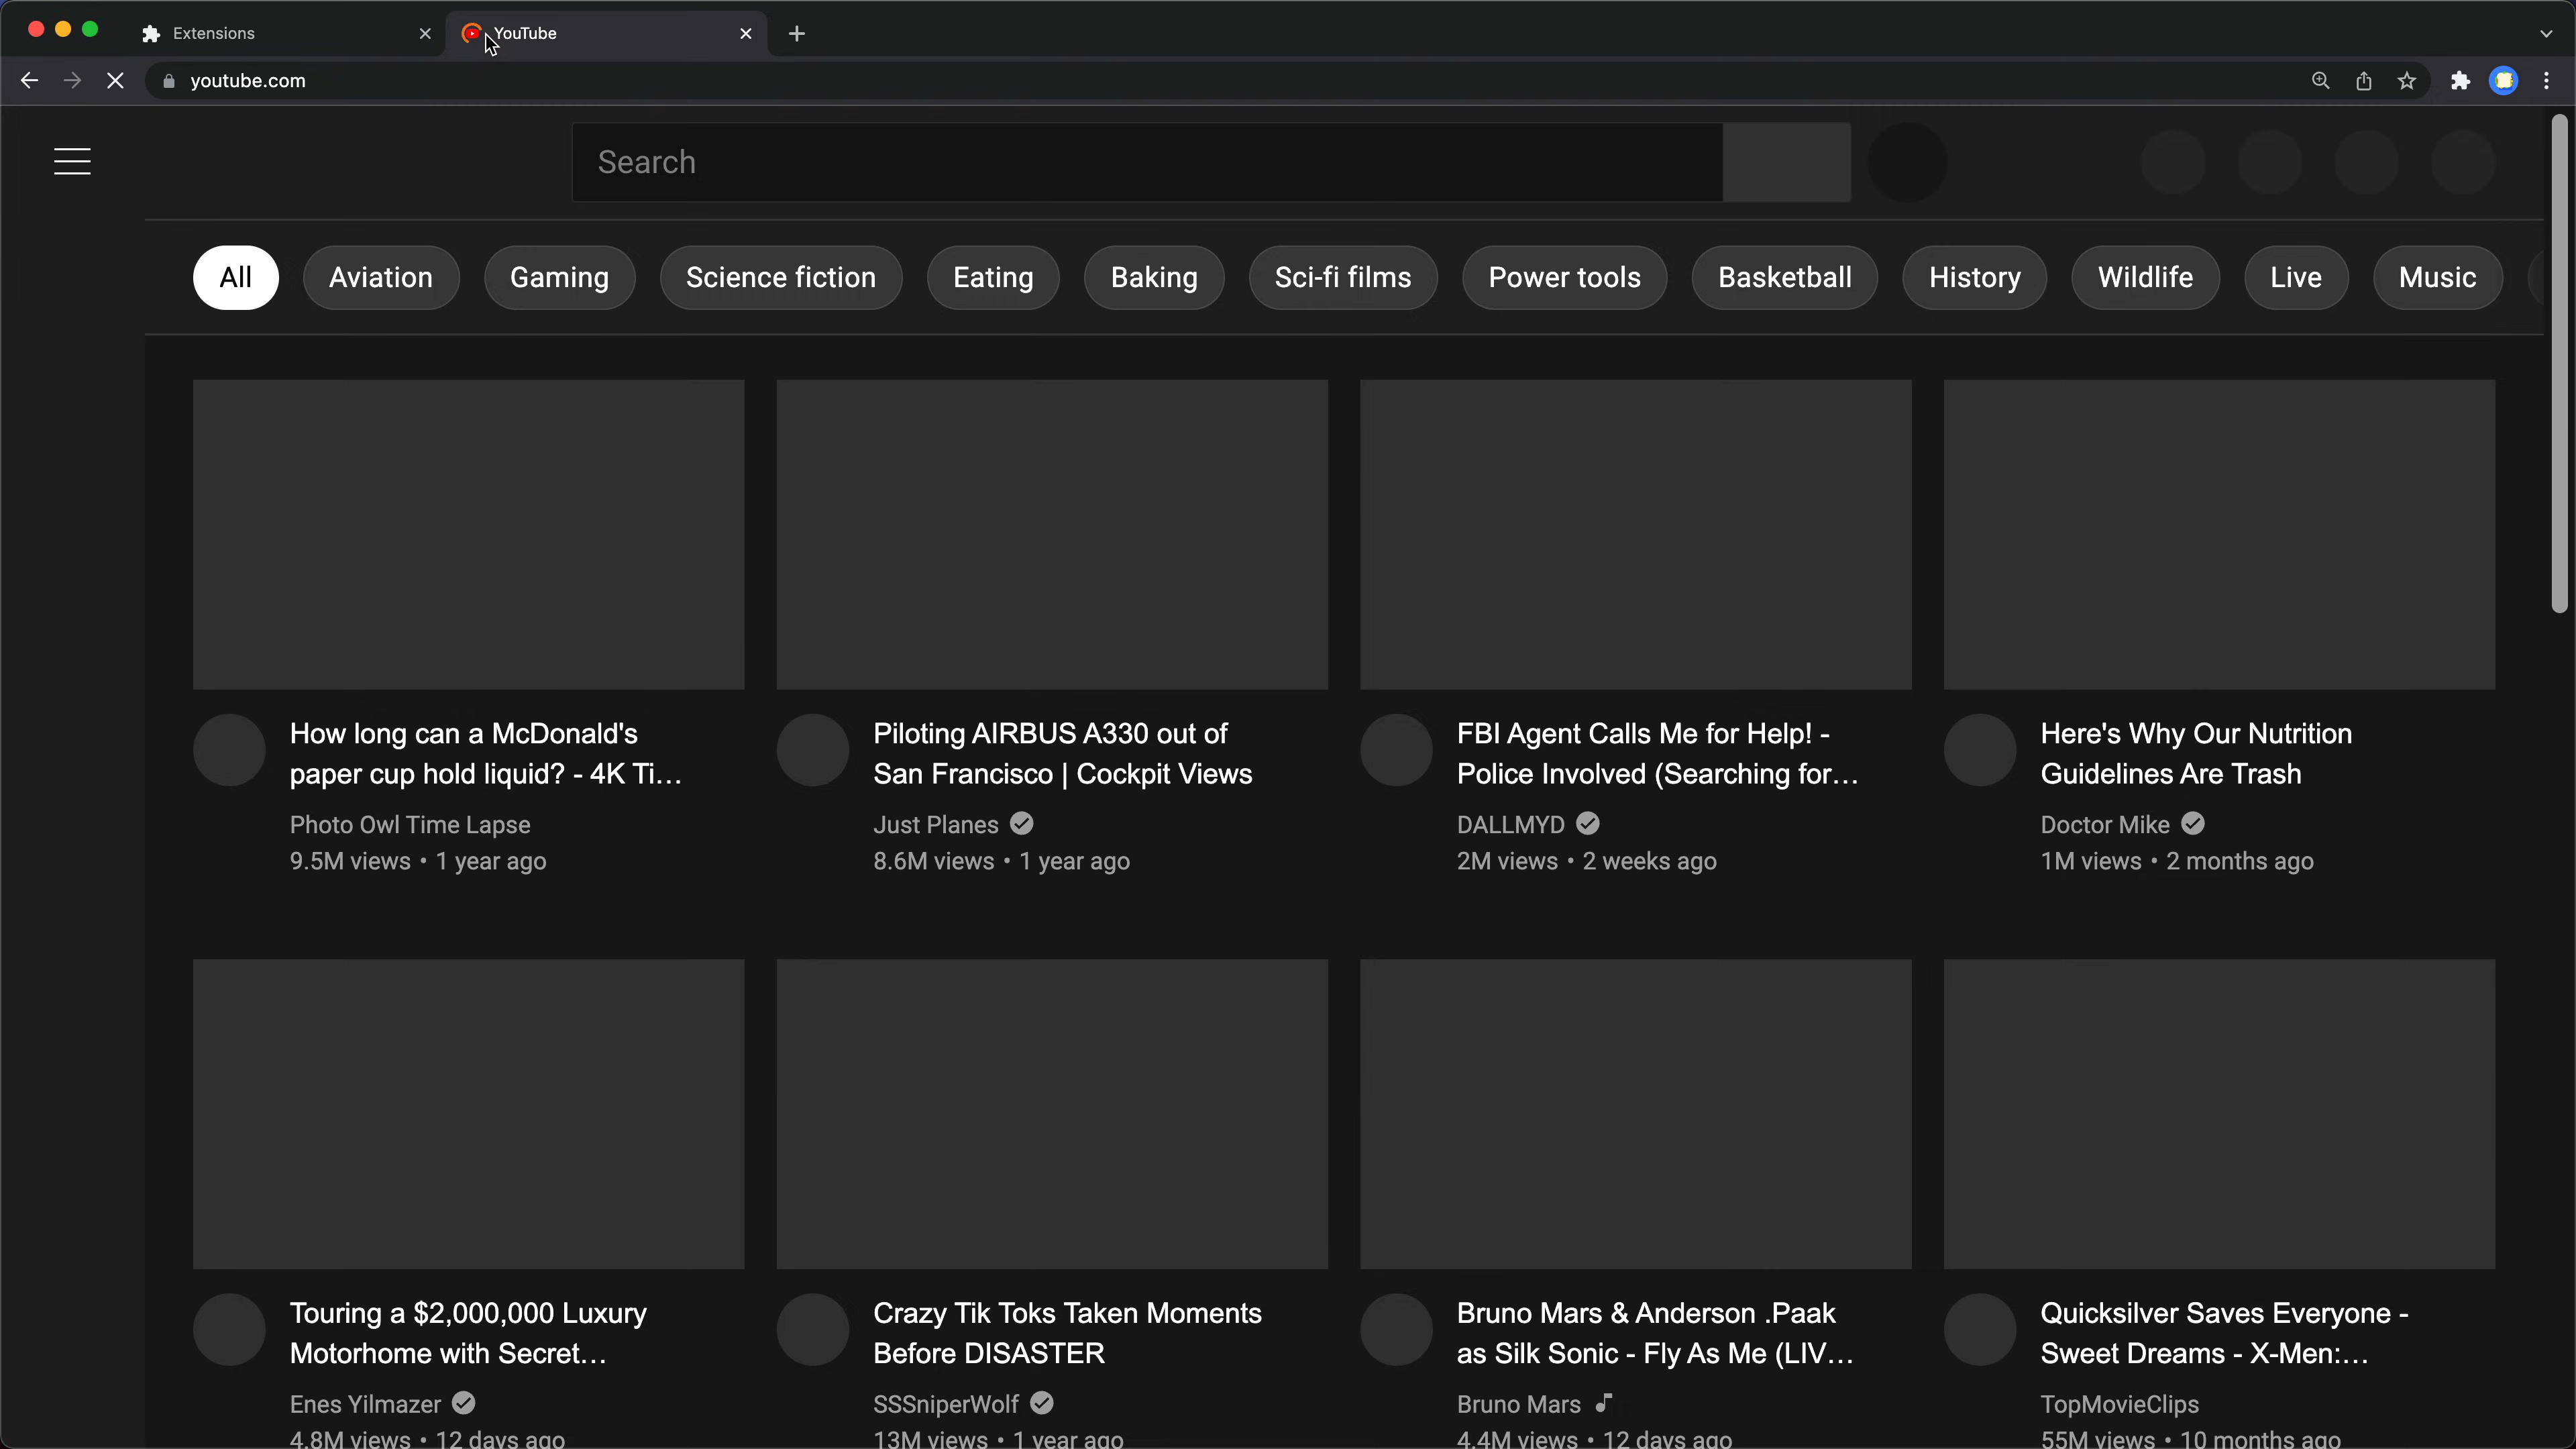 Extensions
YouTube
youtube.com
Search
All
Aviation
Gaming
Science fiction
Eating
Baking
Sci-fi films
Power tools
Basketball
History
Wildlife
Live
Music
How long can a McDonald's
paper cup hold liquid? - 4K Ti...
Photo Owl Time Lapse
9.5M views • 1 year ago
Piloting AIRBUS A330 out of
San Francisco | Cockpit Views
Just Planes
8.6M views • 1 year ago
FBI Agent Calls Me for Help! -
Police Involved (Searching for...
DALLMYD
2M views • 2 weeks ago
Here's Why Our Nutrition
Guidelines Are Trash
Doctor Mike
1M views • 2 months ago
Touring a $2,000,000 Luxury
Motorhome with Secret...
Enes Yilmazer
4.8M views • 12 days ago
Crazy Tik Toks Taken Moments
Before DISASTER
SSSniperWolf
13M views • 1 year ago
Bruno Mars & Anderson .Paak
as Silk Sonic - Fly As Me (LIV...
Bruno Mars
4.4M views • 12 days ago
Quicksilver Saves Everyone -
Sweet Dreams - X-Men:...
TopMovieClips
55M views • 10 months ago